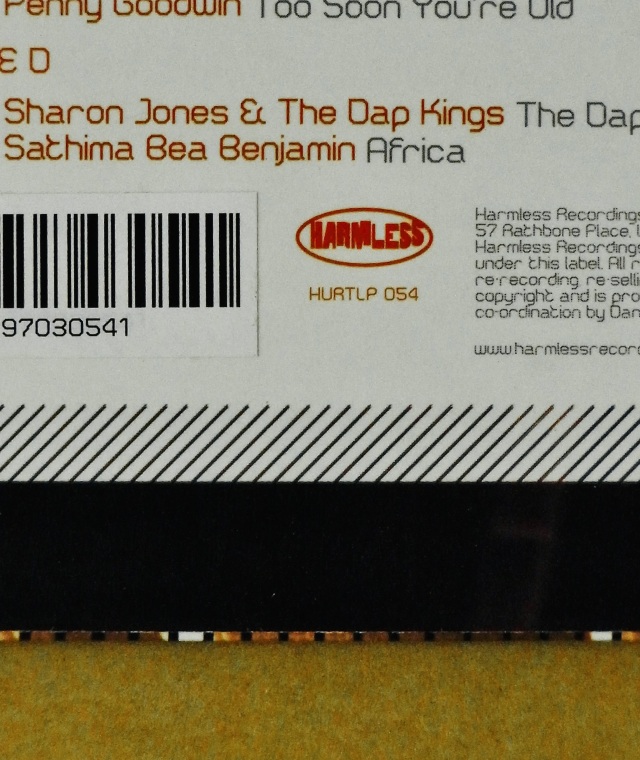 Penny Goodwin Too Soon You're Old
E D
Sharon Jones & The Dap Kings The Dap
Sathima Bea Benjamin Africa
97030541
HARMLESS
HURTLP 054
Harmless Recordings
57 Rathbone Place,
Harmless Recordings
under this label. All r
re-recording, re-selli
copyright and is pro
co-ordination by Dan
www.harmlessrecor